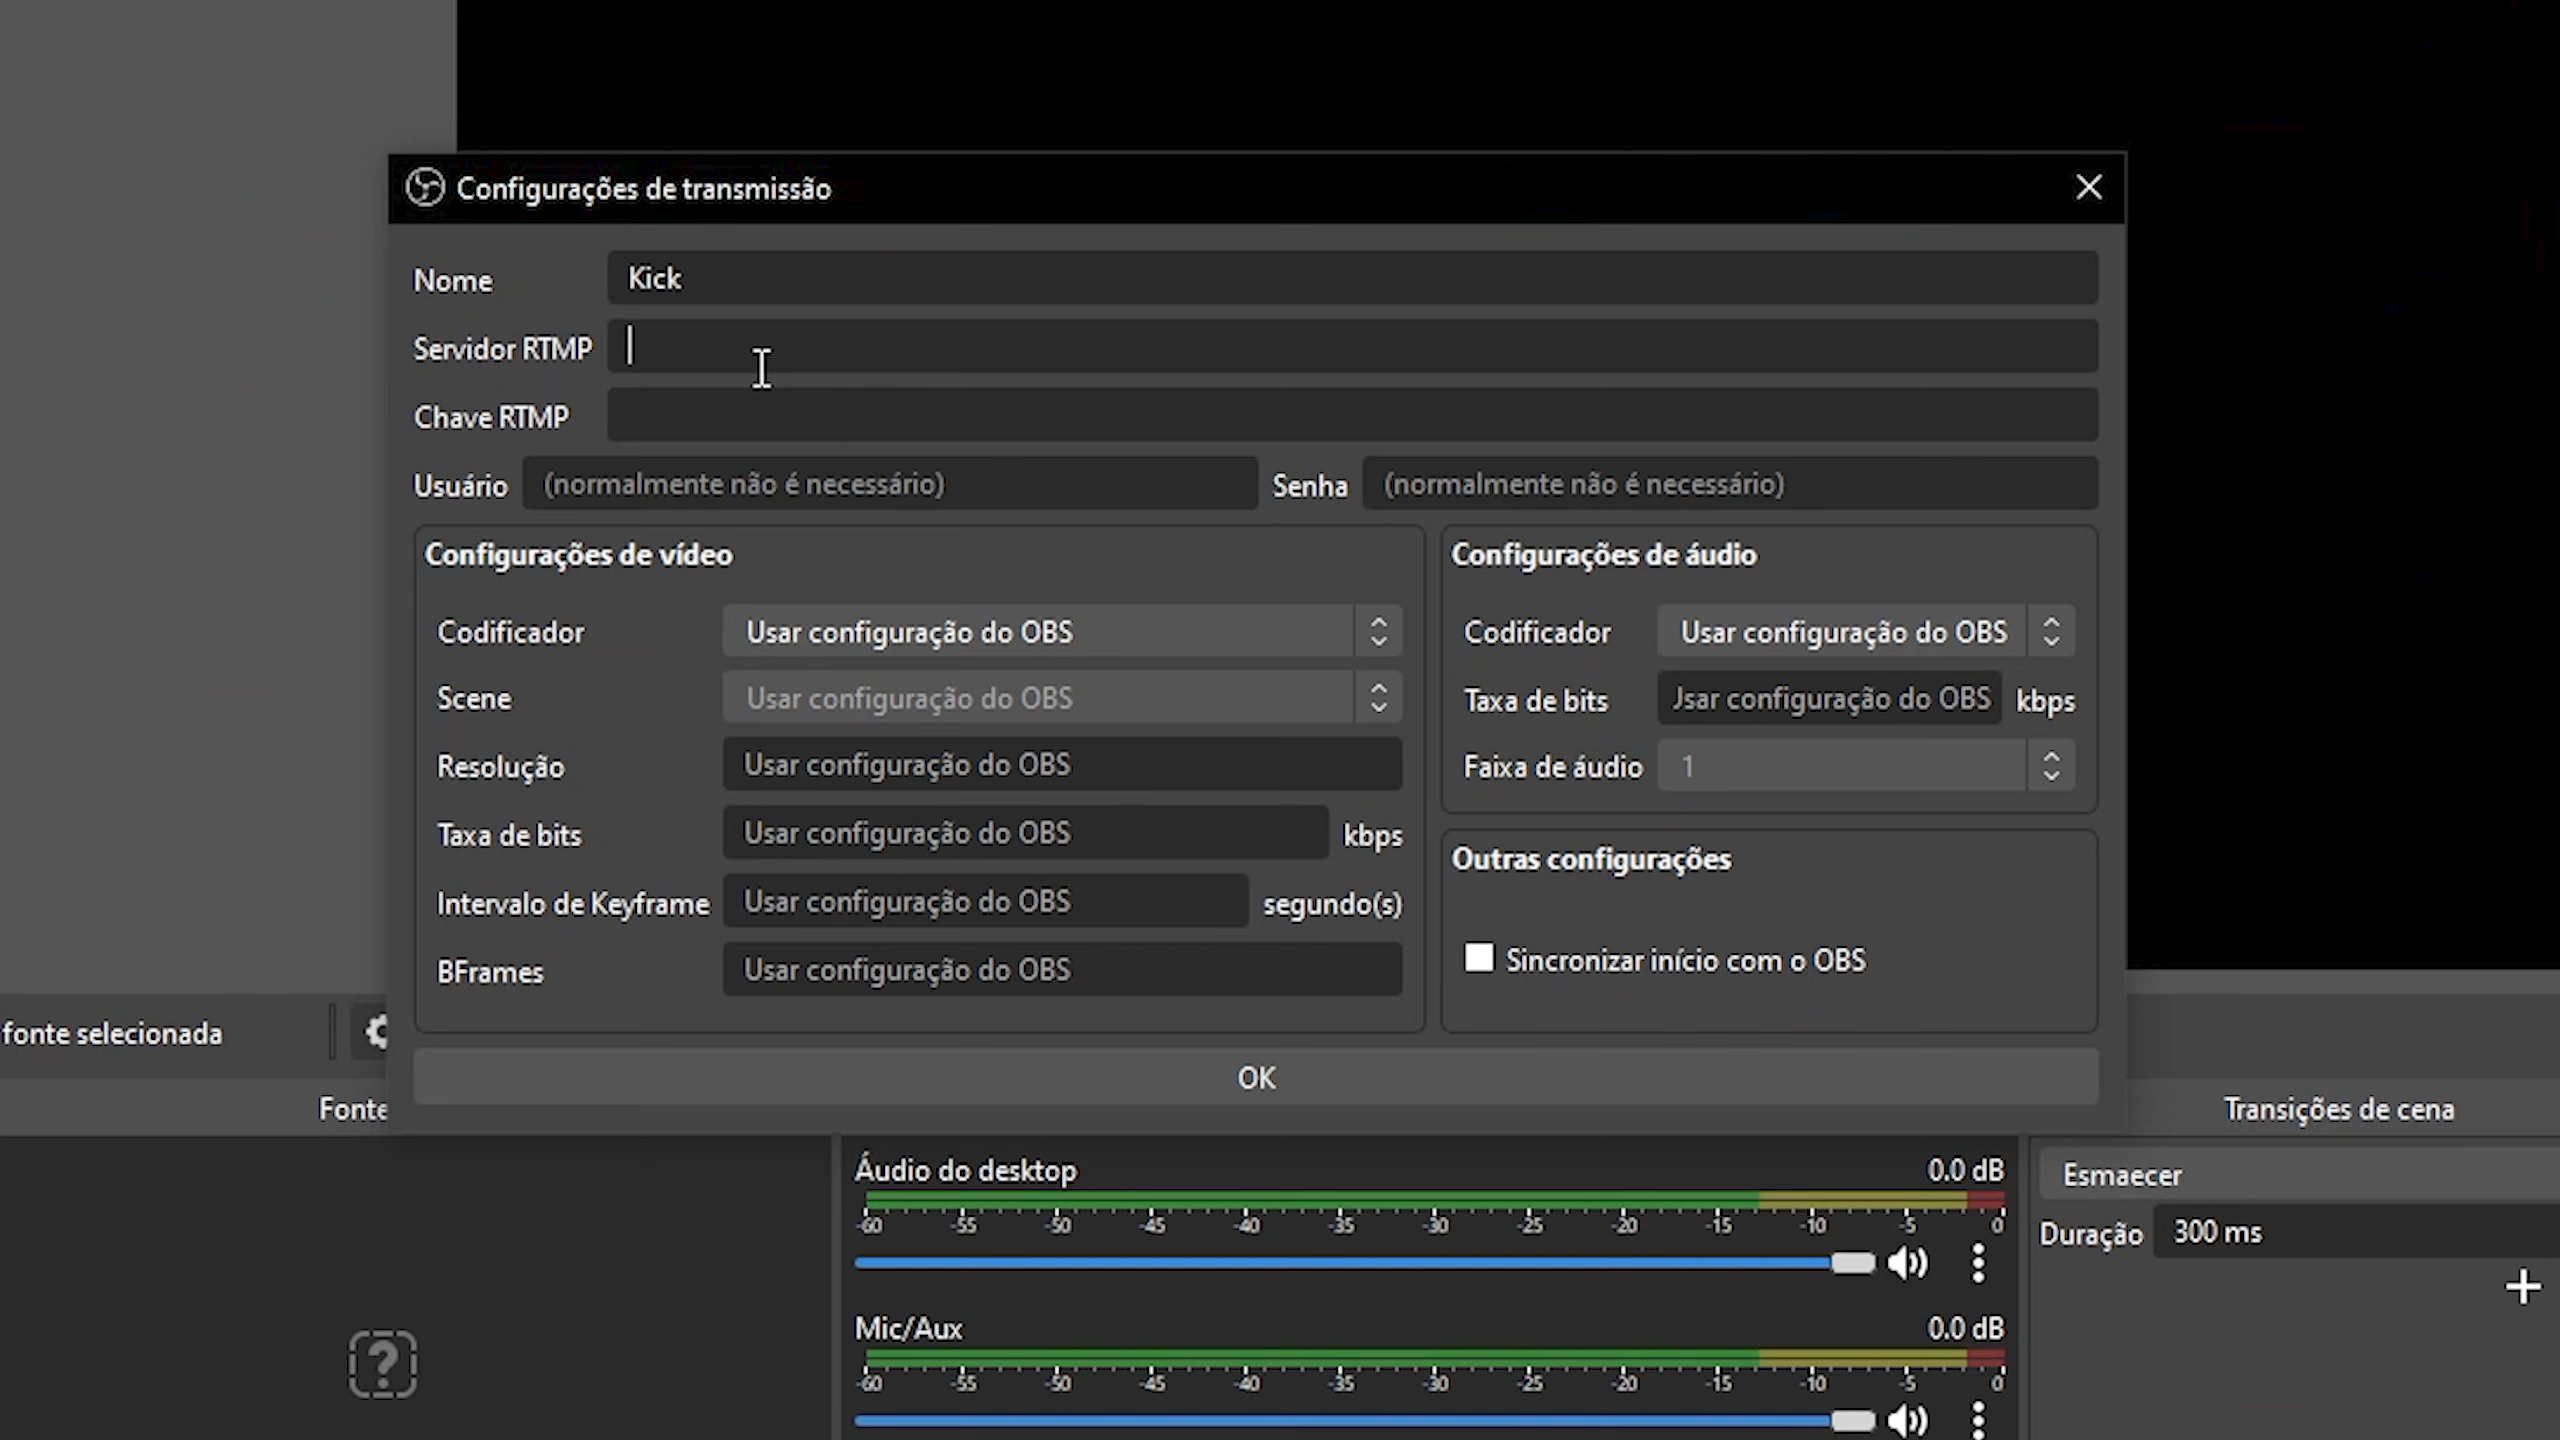 Configurações de transmissão
Nome Kick
Servidor RTMP
Chave RTMP
Usuário (normalmente não é necessário) Senha (normalmente não é necessário)
Configurações de vídeo
Codificador Usar configuração do OBS
Scene Usar configuração do OBS
Resolução Usar configuração do OBS
Taxa de bits Usar configuração do OBS kbps
Intervalo de Keyframe Usar configuração do OBS segundo(s)
BFrames Usar configuração do OBS
Configurações de áudio
Codificador Usar configuração do OBS
Taxa de bits Jsar configuração do OBS kbps
Faixa de áudio 1
Outras configurações
Sincronizar início com o OBS
OK
fonte selecionada
Fonte
Áudio do desktop 0.0 dB
-60 -55 -50 -45 -40 -35 -30 -25 -20 -15 -10 -5 0
Mic/Aux 0.0 dB
-60 -55 -50 -45 -40 -35 -30 -25 -20 -15 -10 -5 0
Transições de cena
Esmaecer
Duração 300 ms